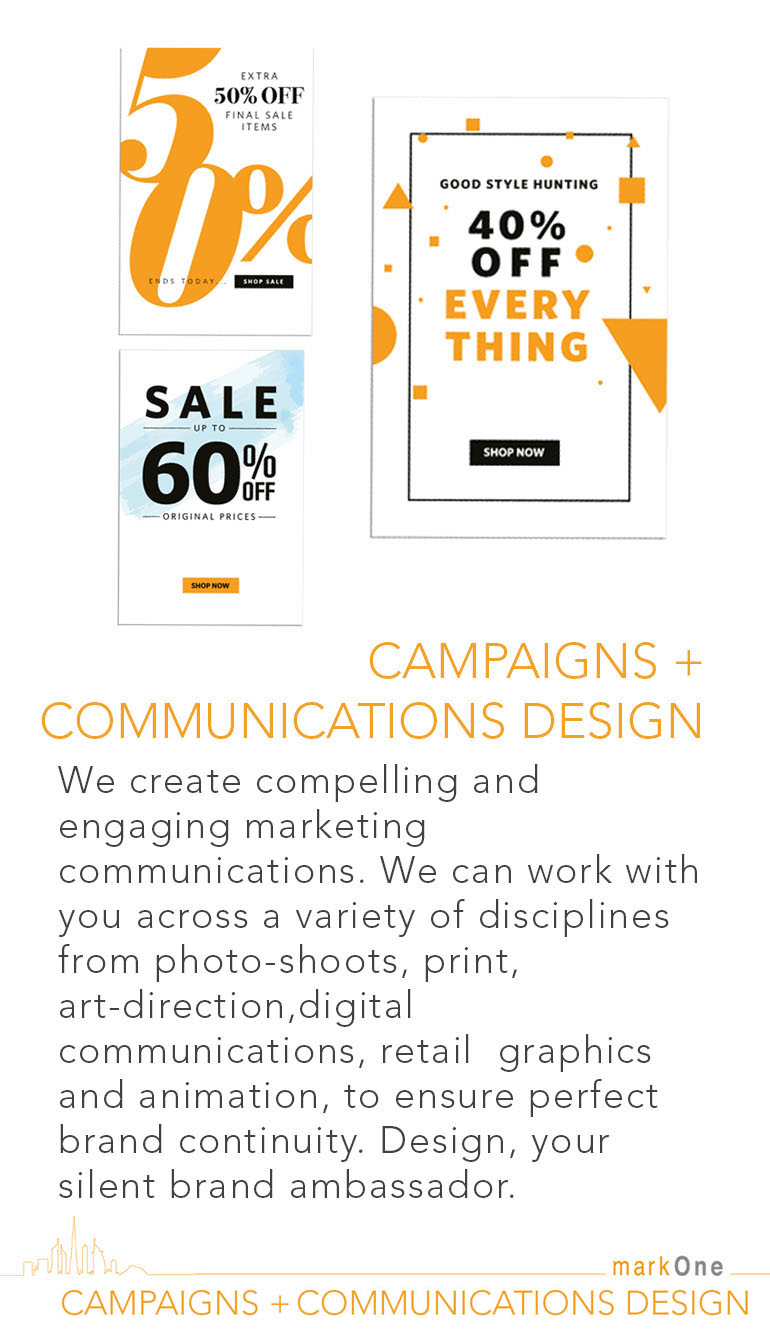 EXTRA
50% OFF
FINAL SALE
ITEMS
50%
ENDS TODAY...
SHOP SALE
GOOD STYLE HUNTING
40%
OFF
EVERY
THING
SHOP NOW
SALE
UP TO
60% OFF
ORIGINAL PRICES
SHOP NOW
CAMPAIGNS +
COMMUNICATIONS DESIGN
We create compelling and
engaging marketing
communications. We can work with
you across a variety of disciplines
from photo-shoots, print,
art-direction,digital
communications, retail  graphics
and animation, to ensure perfect
brand continuity. Design, your
silent brand ambassador.
markOne
CAMPAIGNS + COMMUNICATIONS DESIGN